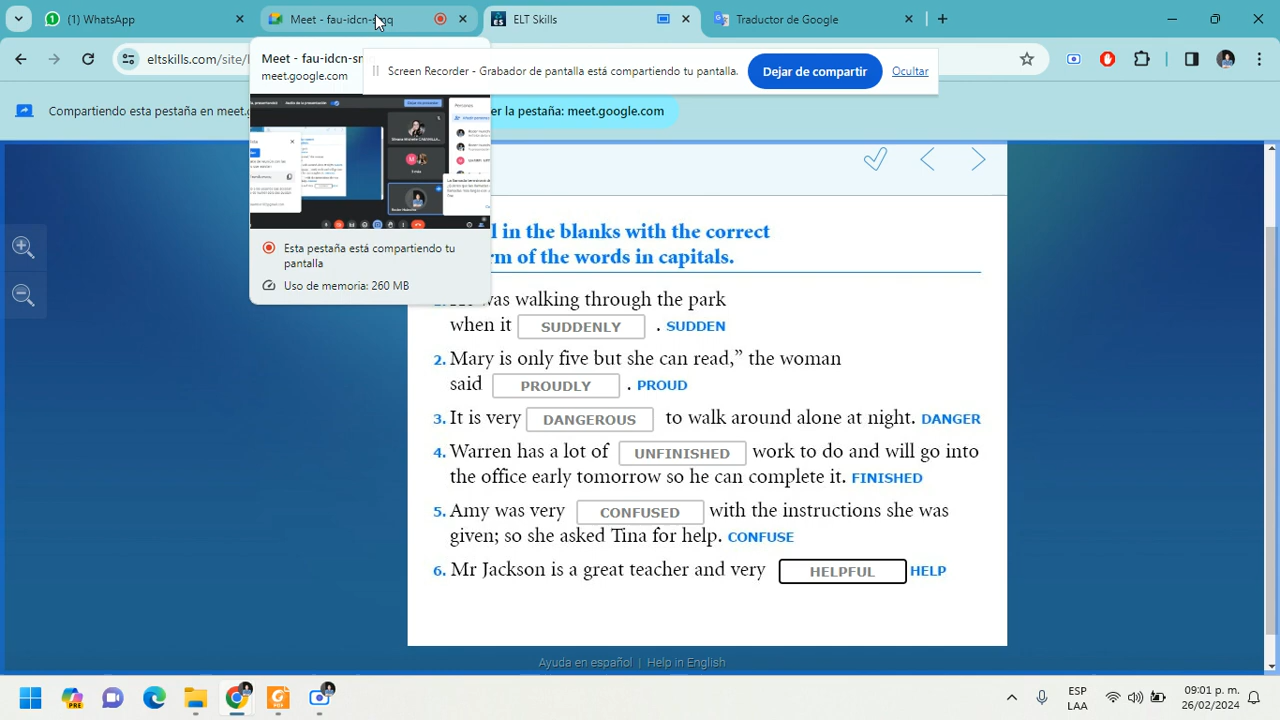 (1) WhatsApp
Meet - fau-idcn-
ELT Skills
Traductor de Google
eltskills.com/site/
Meet - fau-idcn-sn
meet.google.com
Screen Recorder - Grabador de pantalla está compartiendo tu pantalla.
Dejar de compartir
Ocultar
Compartiendo esta
er la pestaña: meet.google.com
Esta pestaña está compartiendo tu
pantalla
Uso de memoria: 260 MB
l in the blanks with the correct
rm of the words in capitals.
was walking through the park
when it SUDDENLY . SUDDEN
2. Mary is only five but she can read,” the woman
said PROUDLY . PROUD
3. It is very DANGEROUS to walk around alone at night. DANGER
4. Warren has a lot of UNFINISHED work to do and will go into
the office early tomorrow so he can complete it. FINISHED
5. Amy was very CONFUSED with the instructions she was
given; so she asked Tina for help. CONFUSE
6. Mr Jackson is a great teacher and very HELPFUL HELP
Ayuda en español | Help in English
PRE
ESP
LAA
09:01 p. m.
26/02/2024